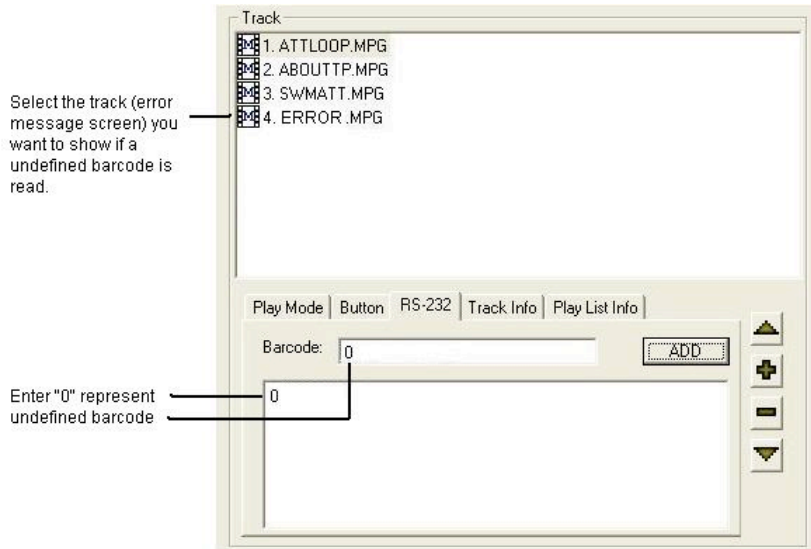 Track
1. ATTLOOP.MPG
2. ABOUTTP.MPG
3. SWMATT.MPG
4. ERROR .MPG
Select the track (error
message screen) you
want to show if a
undefined barcode is
read.
Play Mode Button RS-232 Track Info Play List Info
Barcode: 0 ADD
0
Enter "0" represent
undefined barcode